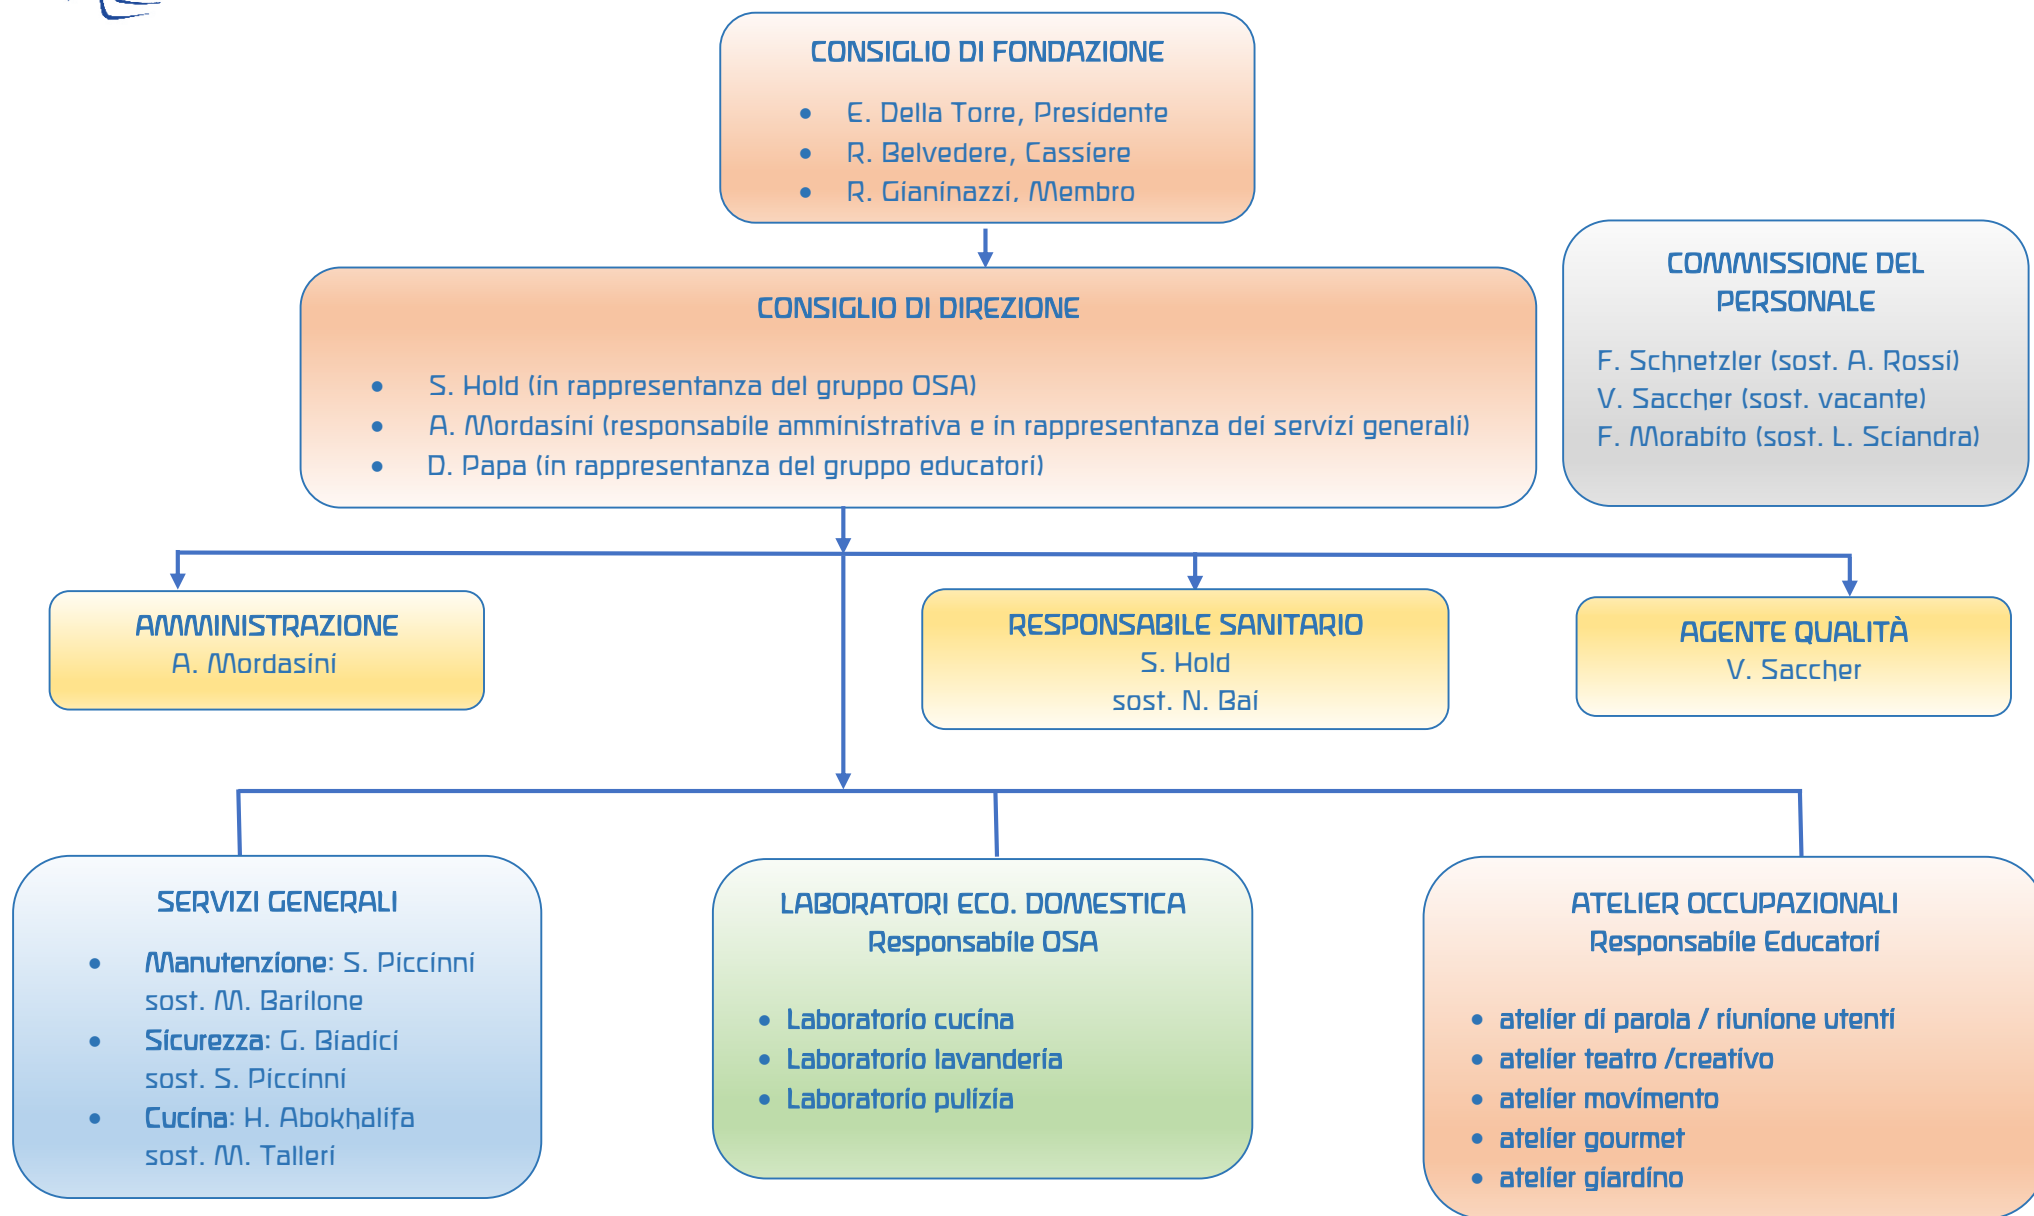 CONSIGLIO DI FONDAZIONE
• E. Della Torre, Presidente
• R. Belvedere, Cassiere
• R. Gianinazzi, Membro
CONSIGLIO DI DIREZIONE
• S. Hold (in rappresentanza del gruppo OSA)
• A. Mordasini (responsabile amministrativa e in rappresentanza dei servizi generali)
• D. Papa (in rappresentanza del gruppo educatori)
COMMISSIONE DEL
PERSONALE
F. Schnetzler (sost. A. Rossi)
V. Saccher (sost. vacante)
F. Morabito (sost. L. Sciandra)
AMMINISTRAZIONE
A. Mordasini
RESPONSABILE SANITARIO
S. Hold
sost. N. Bai
AGENTE QUALITÀ
V. Saccher
SERVIZI GENERALI
• Manutenzione: S. Piccinni
sost. M. Barilone
• Sicurezza: G. Biadici
sost. S. Piccinni
• Cucina: H. Abokhalifa
sost. M. Talleri
LABORATORI ECO. DOMESTICA
Responsabile OSA
• Laboratorio cucina
• Laboratorio lavanderia
• Laboratorio pulizia
ATELIER OCCUPAZIONALI
Responsabile Educatori
• atelier di parola / riunione utenti
• atelier teatro /creativo
• atelier movimento
• atelier gourmet
• atelier giardino